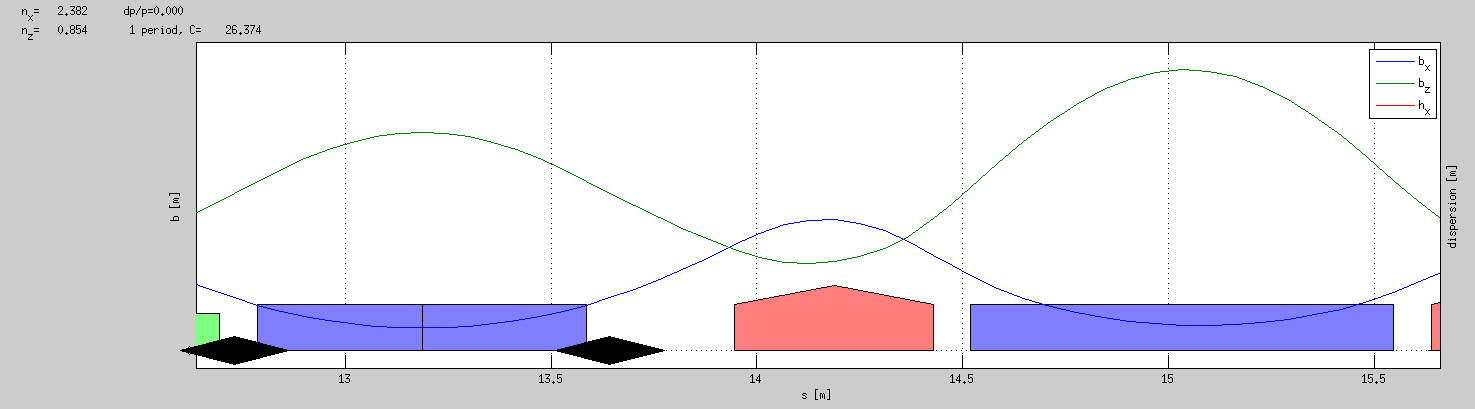 n_x= 2.382 dp/p=0.000
n_z= 0.854 1 period, C= 26.374
b_x
b_z
h_x
b [m]
dispersion [m]
13 13.5 14 14.5 15 15.5
s [m]